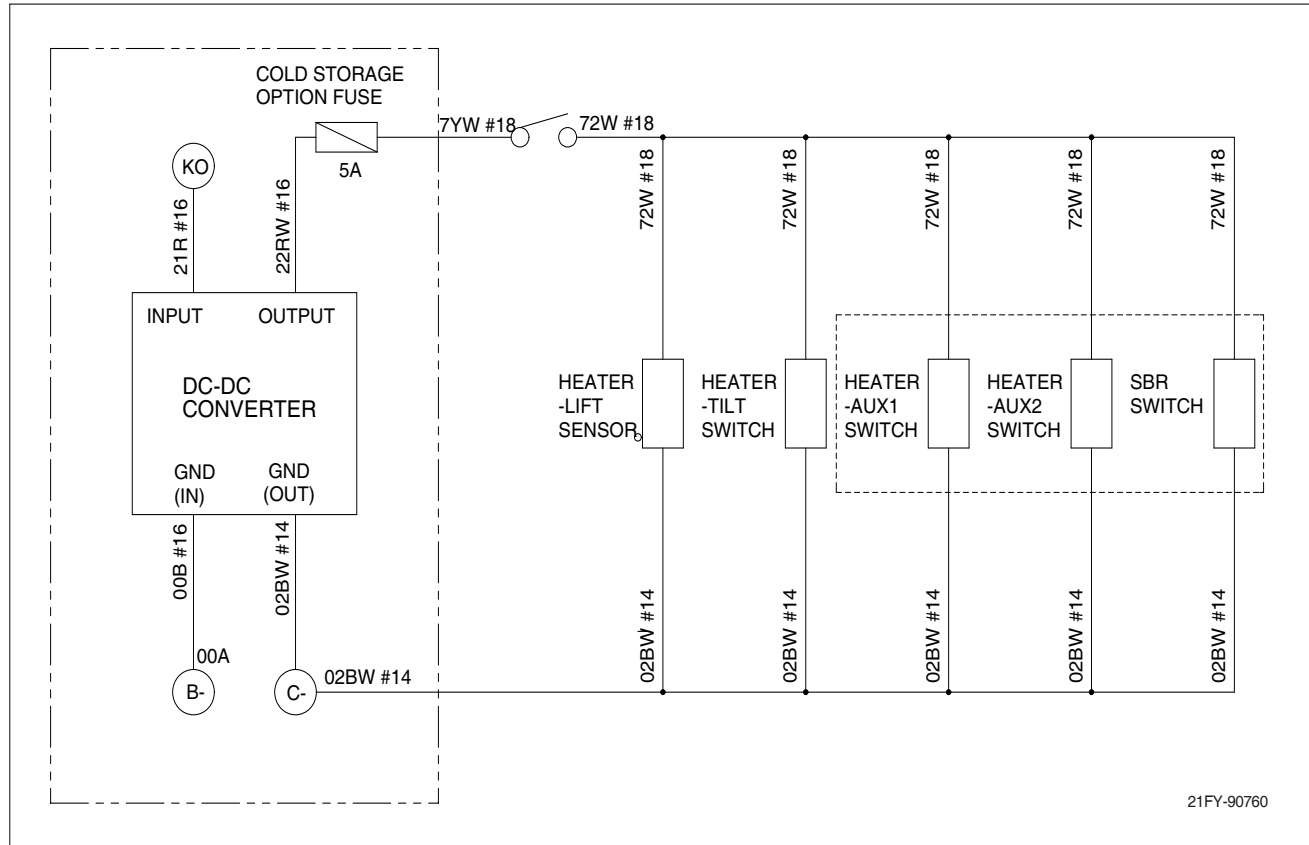 COLD STORAGE
OPTION FUSE
7YW #18
72W #18
5A
KO
21R #16
22RW #16
72W #18
72W #18
72W #18
72W #18
72W #18
INPUT
OUTPUT
DC-DC
CONVERTER
GND
(IN)
GND
(OUT)
HEATER
-LIFT
SENSOR
HEATER
-TILT
SWITCH
HEATER
-AUX1
SWITCH
HEATER
-AUX2
SWITCH
SBR
SWITCH
00B #16
02BW #14
02BW #14
02BW #14
02BW #14
02BW #14
02BW #14
00A
B-
C-
02BW #14
21FY-90760